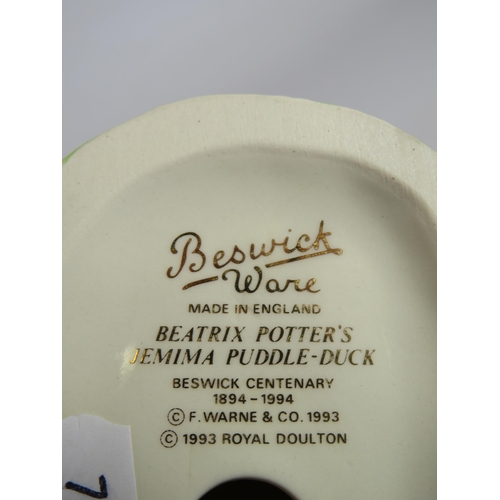 Beswick
Ware
MADE IN ENGLAND
BEATRIX POTTER'S
JEMIMA PUDDLE-DUCK
BESWICK CENTENARY
1894-1994
© F. WARNE & CO. 1993
© 1993 ROYAL DOULTON
7